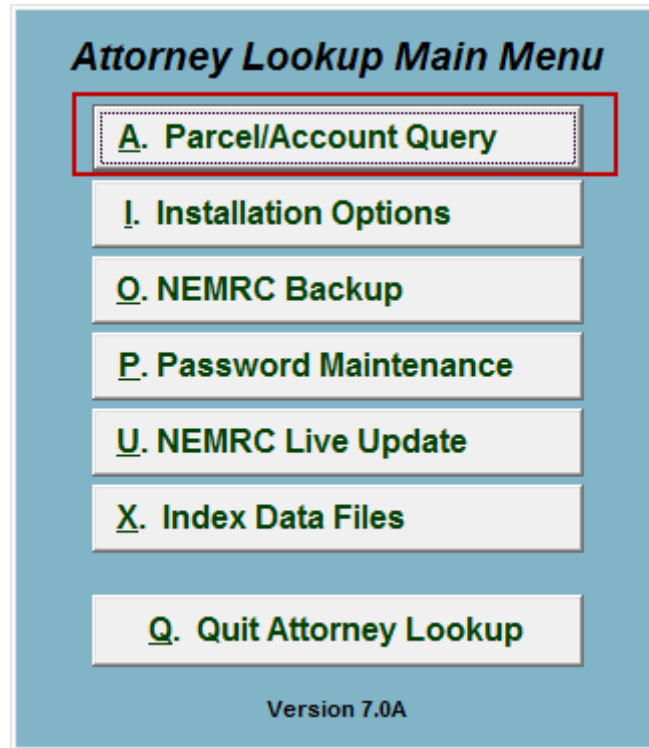 Attorney Lookup Main Menu
A. Parcel/Account Query
I. Installation Options
O. NEMRC Backup
P. Password Maintenance
U. NEMRC Live Update
X. Index Data Files
Q. Quit Attorney Lookup
Version 7.0A